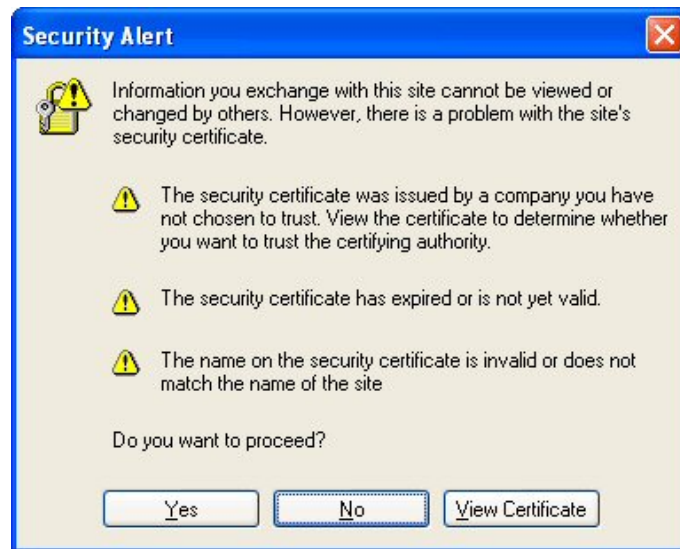 Security Alert
Information you exchange with this site cannot be viewed or
changed by others. However, there is a problem with the site's
security certificate.
The security certificate was issued by a company you have
not chosen to trust. View the certificate to determine whether
you want to trust the certifying authority.
The security certificate has expired or is not yet valid.
The name on the security certificate is invalid or does not
match the name of the site
Do you want to proceed?
Yes No View Certificate